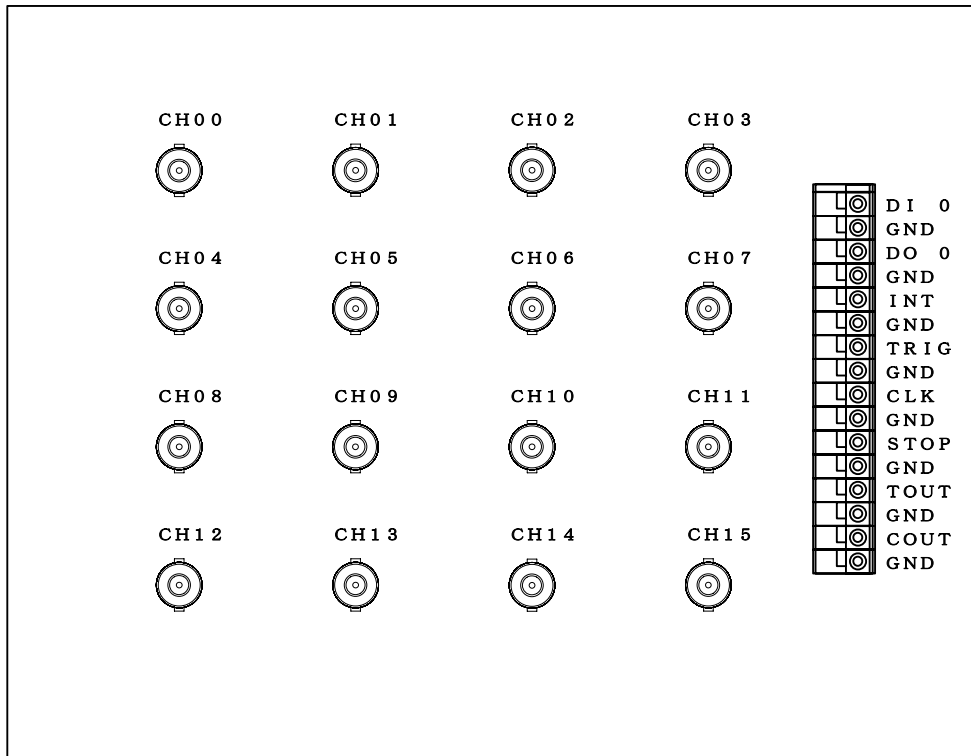 CH00 CH01 CH02 CH03
DI 0
GND
DO 0
CH04 CH05 CH06 CH07
GND
INT
GND
TRIG
GND
CH08 CH09 CH10 CH11
CLK
GND
STOP
GND
TOUT
GND
CH12 CH13 CH14 CH15
COUT
GND